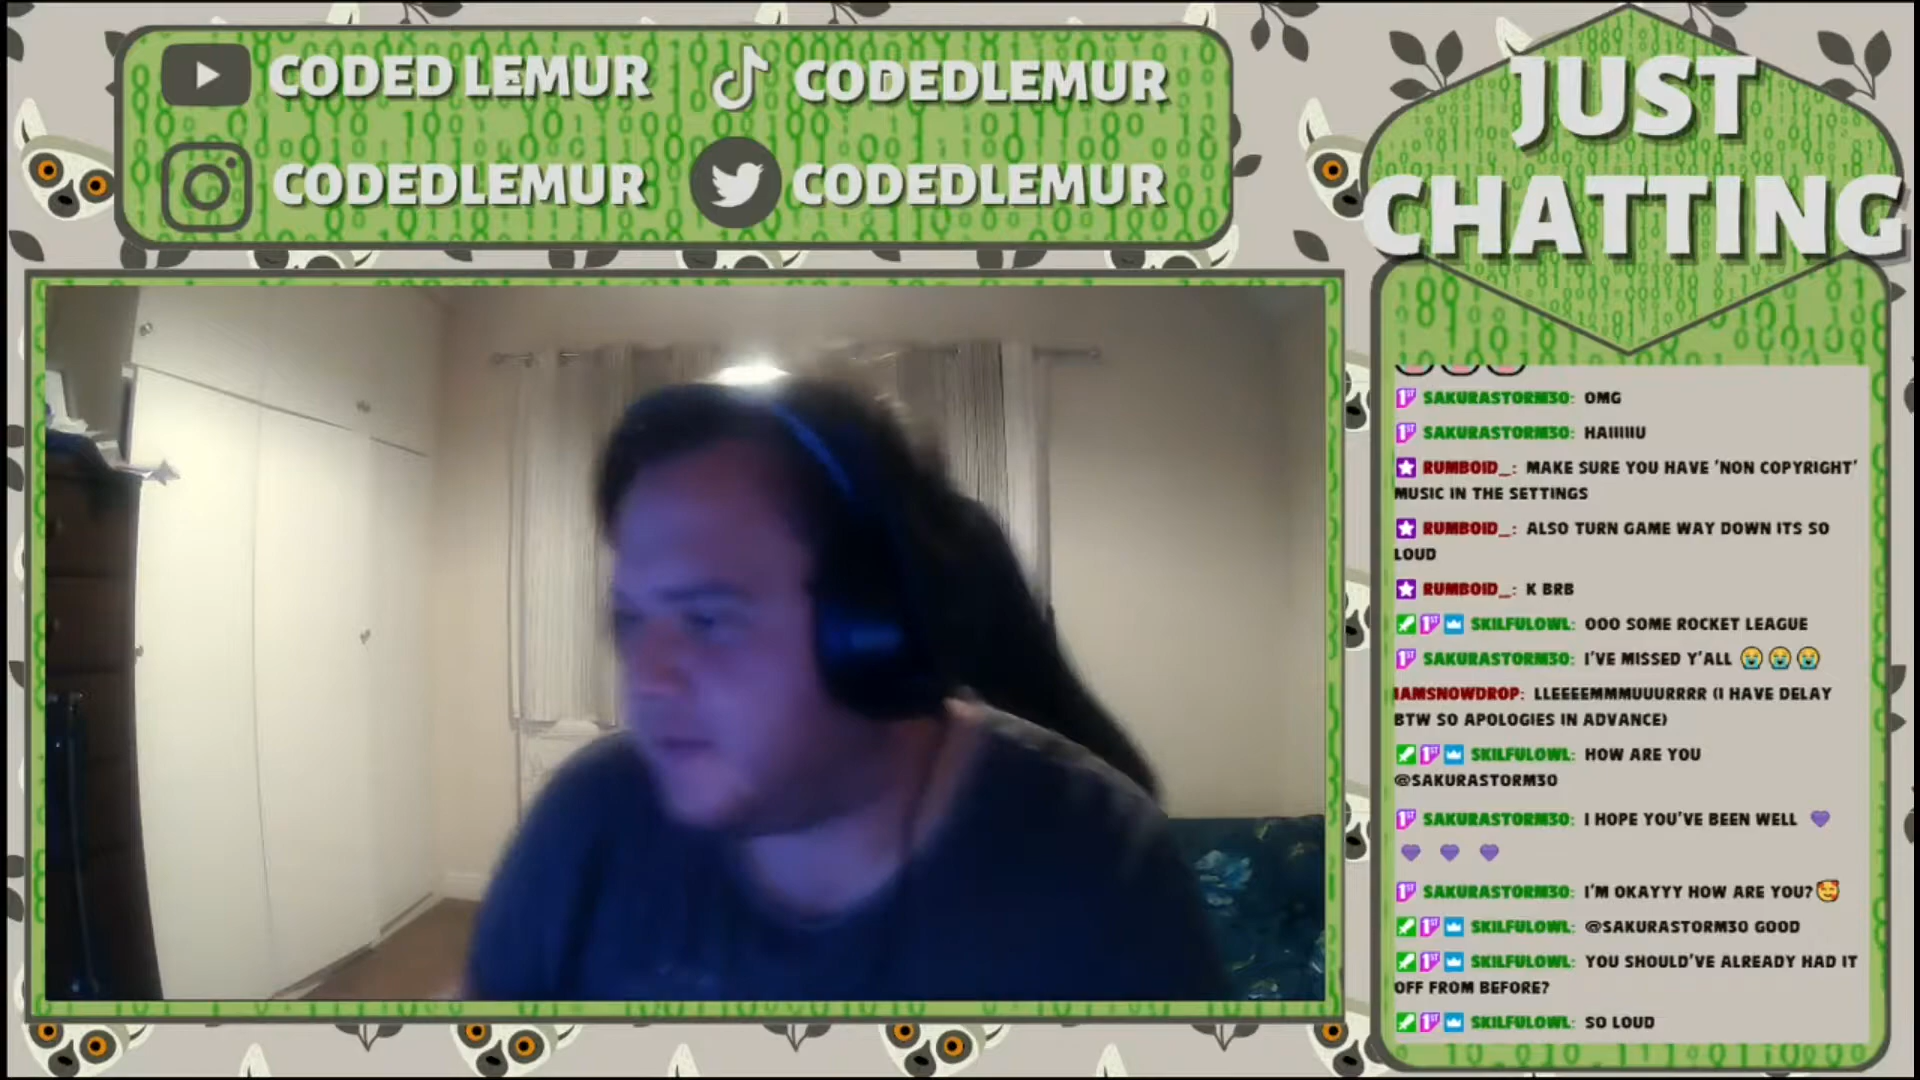 CODED LEMUR
CODEDLEMUR
CODEDLEMUR
CODEDLEMUR
JUST
CHATTING
SAKURASTORM30: OMG
SAKURASTORM30: HAIIIIIU
RUMBOID_: MAKE SURE YOU HAVE 'NON COPYRIGHT'
MUSIC IN THE SETTINGS
RUMBOID_: ALSO TURN GAME WAY DOWN ITS SO
LOUD
RUMBOID_: K BRB
SKILFULOWL: OOO SOME ROCKET LEAGUE
SAKURASTORM30: I'VE MISSED Y'ALL 😭 😭 😭
IAMSNOWDROP: LLEEEEMMMUUURRRR (I HAVE DELAY
BTW SO APOLOGIES IN ADVANCE)
SKILFULOWL: HOW ARE YOU
@SAKURASTORM30
SAKURASTORM30: I HOPE YOU'VE BEEN WELL 💜
💜 💜 💜
SAKURASTORM30: I'M OKAYYY HOW ARE YOU?🥰
SKILFULOWL: @SAKURASTORM30 GOOD
SKILFULOWL: YOU SHOULD'VE ALREADY HAD IT
OFF FROM BEFORE?
SKILFULOWL: SO LOUD